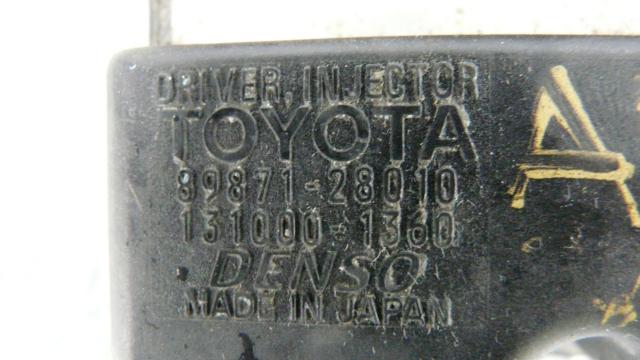 DRIVER, INJECTOR
TOYOTA
89871-28010
131000-1360
DENSO
MADE IN JAPAN
A